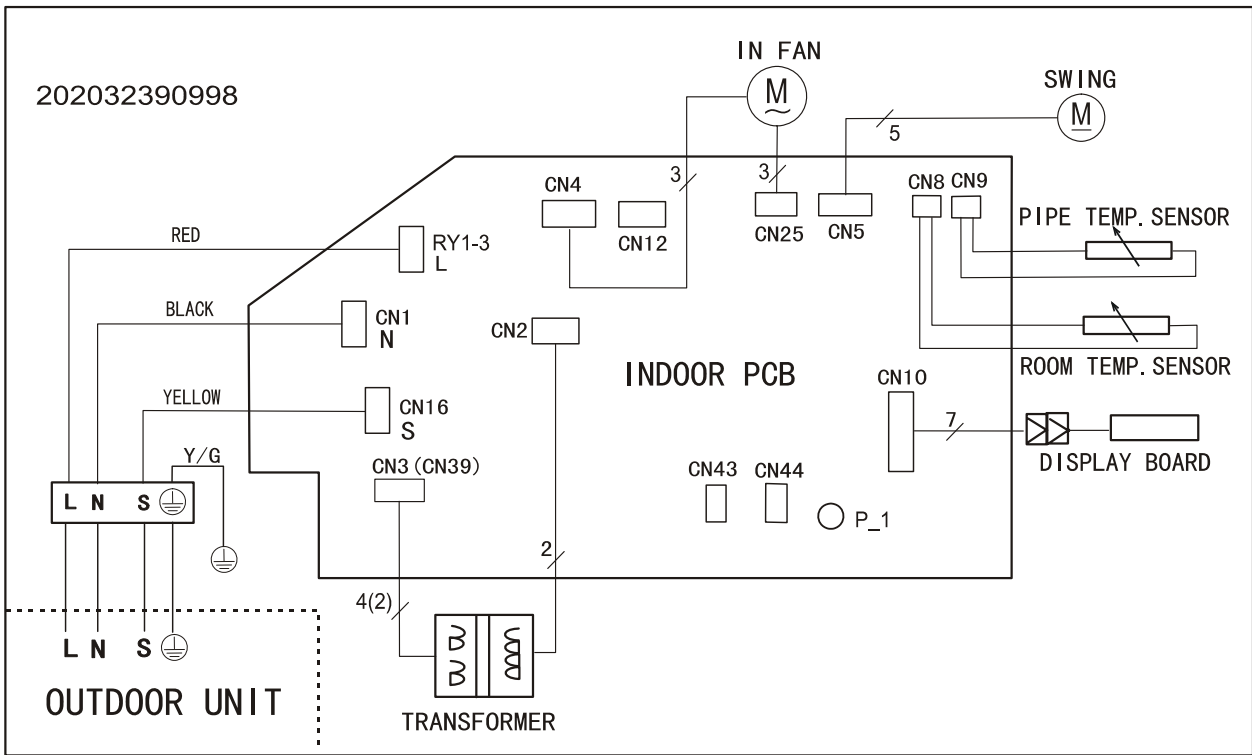 202032390998
IN FAN
M
SWING
M
5
3
3
CN4
CN12
CN25
CN5
CN8
CN9
PIPE TEMP. SENSOR
RED
RY1-3
L
BLACK
CN1
N
CN2
INDOOR PCB
ROOM TEMP. SENSOR
CN10
YELLOW
CN16
S
7
DISPLAY BOARD
Y/G
CN3 (CN39)
CN43
CN44
P_1
L N S
2
4(2)
L N S
OUTDOOR UNIT
TRANSFORMER